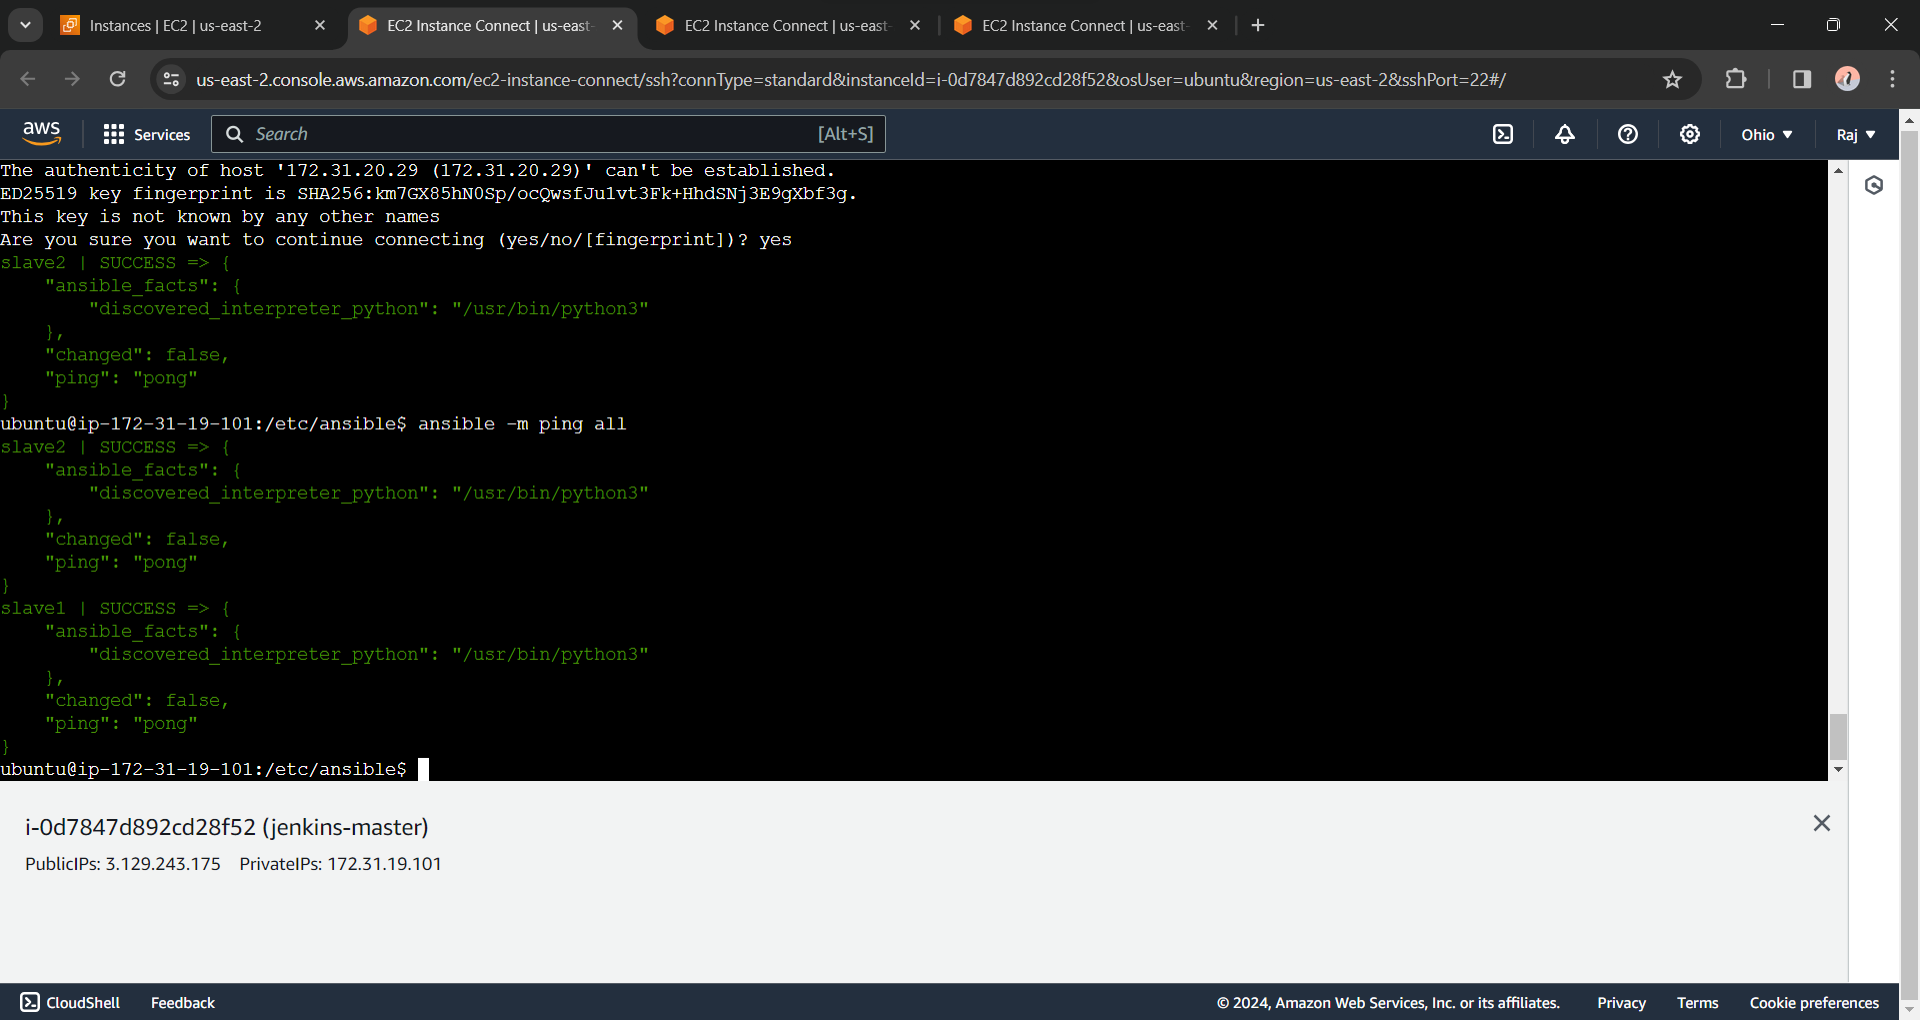 Instances | EC2 | us-east-2
EC2 Instance Connect | us-east-
EC2 Instance Connect | us-east-
EC2 Instance Connect | us-east-
us-east-2.console.aws.amazon.com/ec2-instance-connect/ssh?connType=standard&instanceId=i-0d7847d892cd28f52&osUser=ubuntu&region=us-east-2&sshPort=22#/
aws
Services
Search
[Alt+S]
Ohio ▼
Raj ▼
The authenticity of host '172.31.20.29 (172.31.20.29)' can't be established.
ED25519 key fingerprint is SHA256:km7GX85hN0Sp/ocQwsfJu1vt3Fk+HhdSNj3E9gXbf3g.
This key is not known by any other names
Are you sure you want to continue connecting (yes/no/[fingerprint])? yes
slave2 | SUCCESS => {
    "ansible_facts": {
        "discovered_interpreter_python": "/usr/bin/python3"
    },
    "changed": false,
    "ping": "pong"
}
ubuntu@ip-172-31-19-101:/etc/ansible$ ansible -m ping all
slave2 | SUCCESS => {
    "ansible_facts": {
        "discovered_interpreter_python": "/usr/bin/python3"
    },
    "changed": false,
    "ping": "pong"
}
slave1 | SUCCESS => {
    "ansible_facts": {
        "discovered_interpreter_python": "/usr/bin/python3"
    },
    "changed": false,
    "ping": "pong"
}
ubuntu@ip-172-31-19-101:/etc/ansible$
i-0d7847d892cd28f52 (jenkins-master)
PublicIPs: 3.129.243.175 PrivateIPs: 172.31.19.101
CloudShell
Feedback
© 2024, Amazon Web Services, Inc. or its affiliates.
Privacy
Terms
Cookie preferences